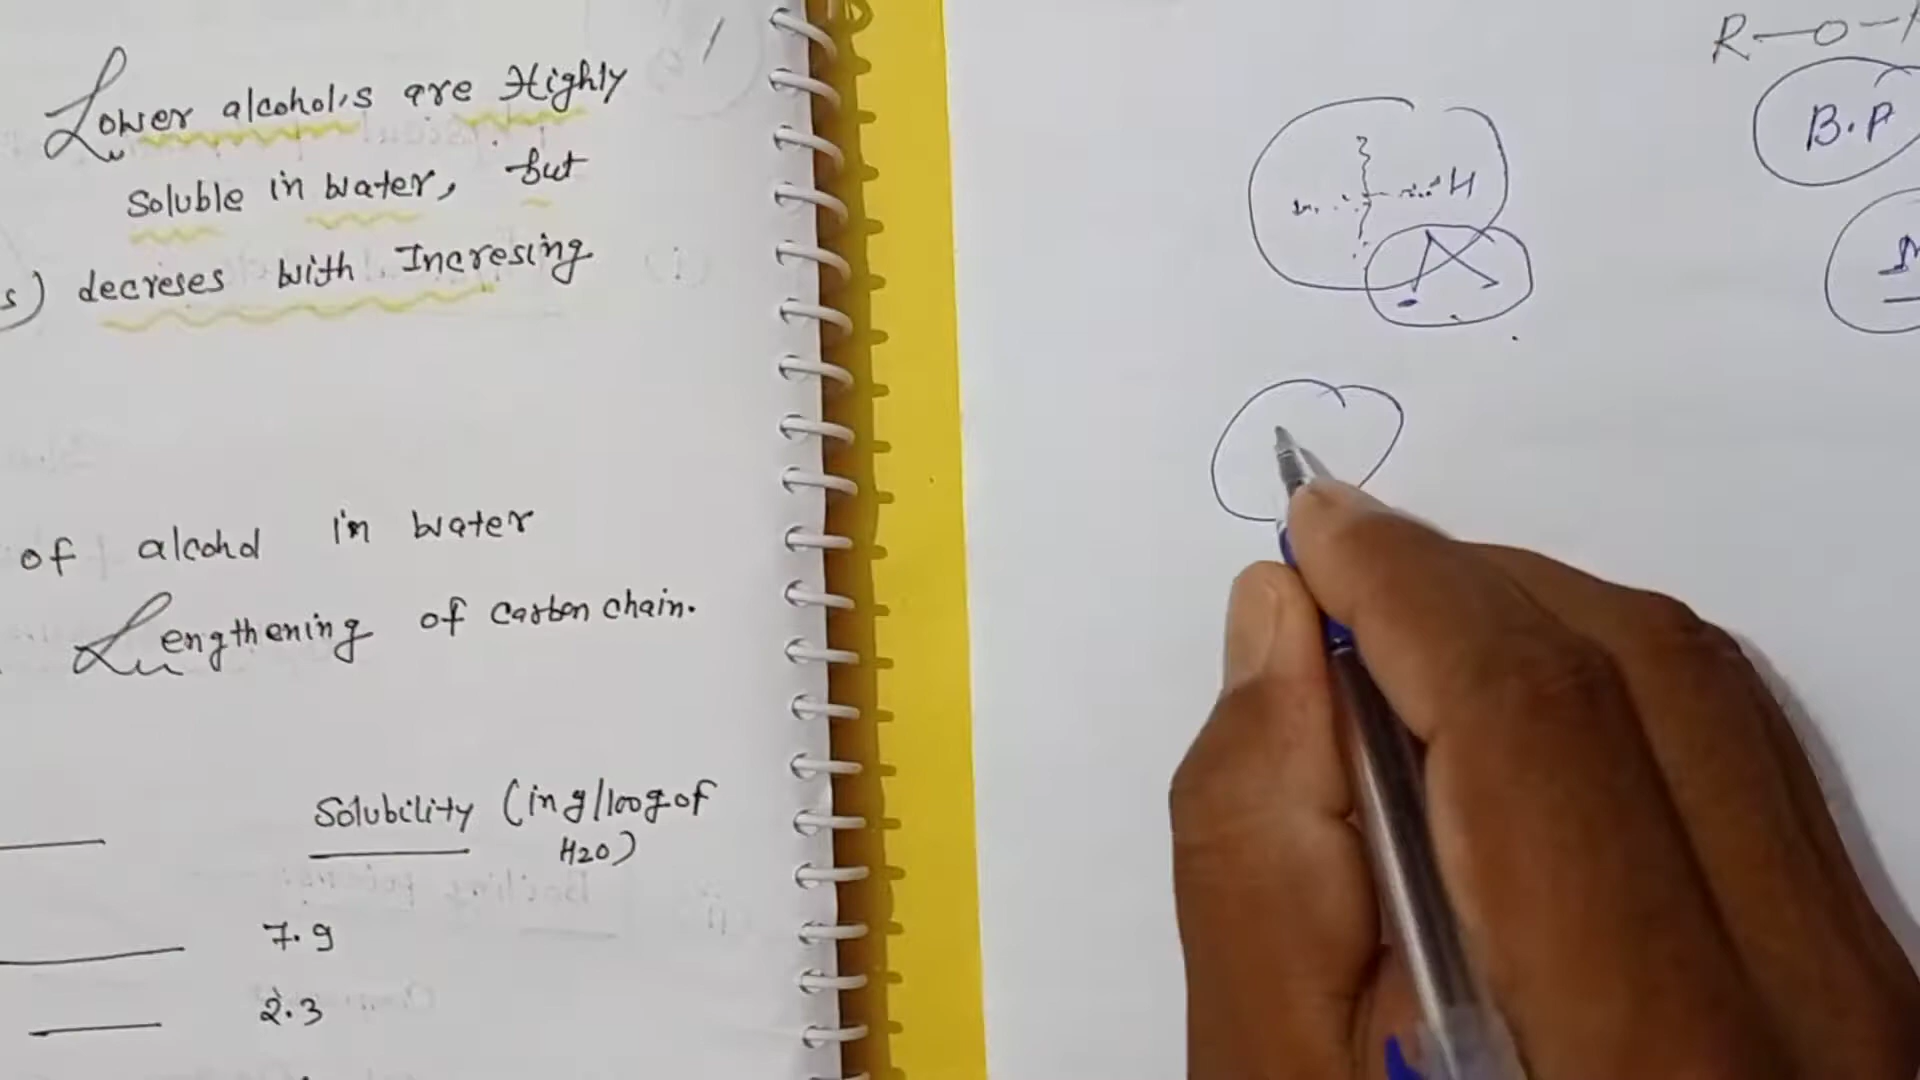 Lower alcohols are Highly
soluble in water, but
s) decreses with Incresing
of alcohol in water
Lengthening of carbon chain.
Solubility (in g/100g of
H2O)
7.9
2.3
R-O-
B.P
H